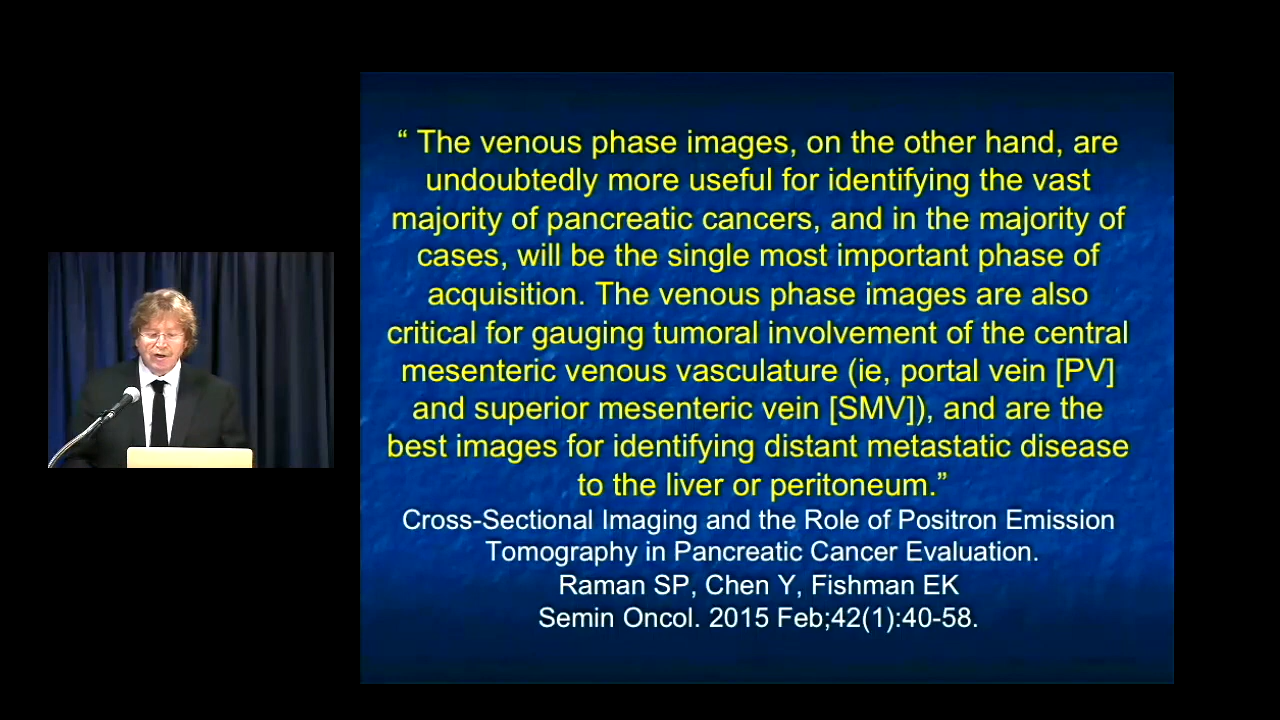 “ The venous phase images, on the other hand, are
undoubtedly more useful for identifying the vast
majority of pancreatic cancers, and in the majority of
cases, will be the single most important phase of
acquisition. The venous phase images are also
critical for gauging tumoral involvement of the central
mesenteric venous vasculature (ie, portal vein [PV]
and superior mesenteric vein [SMV]), and are the
best images for identifying distant metastatic disease
to the liver or peritoneum.”
Cross-Sectional Imaging and the Role of Positron Emission
Tomography in Pancreatic Cancer Evaluation.
Raman SP, Chen Y, Fishman EK
Semin Oncol. 2015 Feb;42(1):40-58.